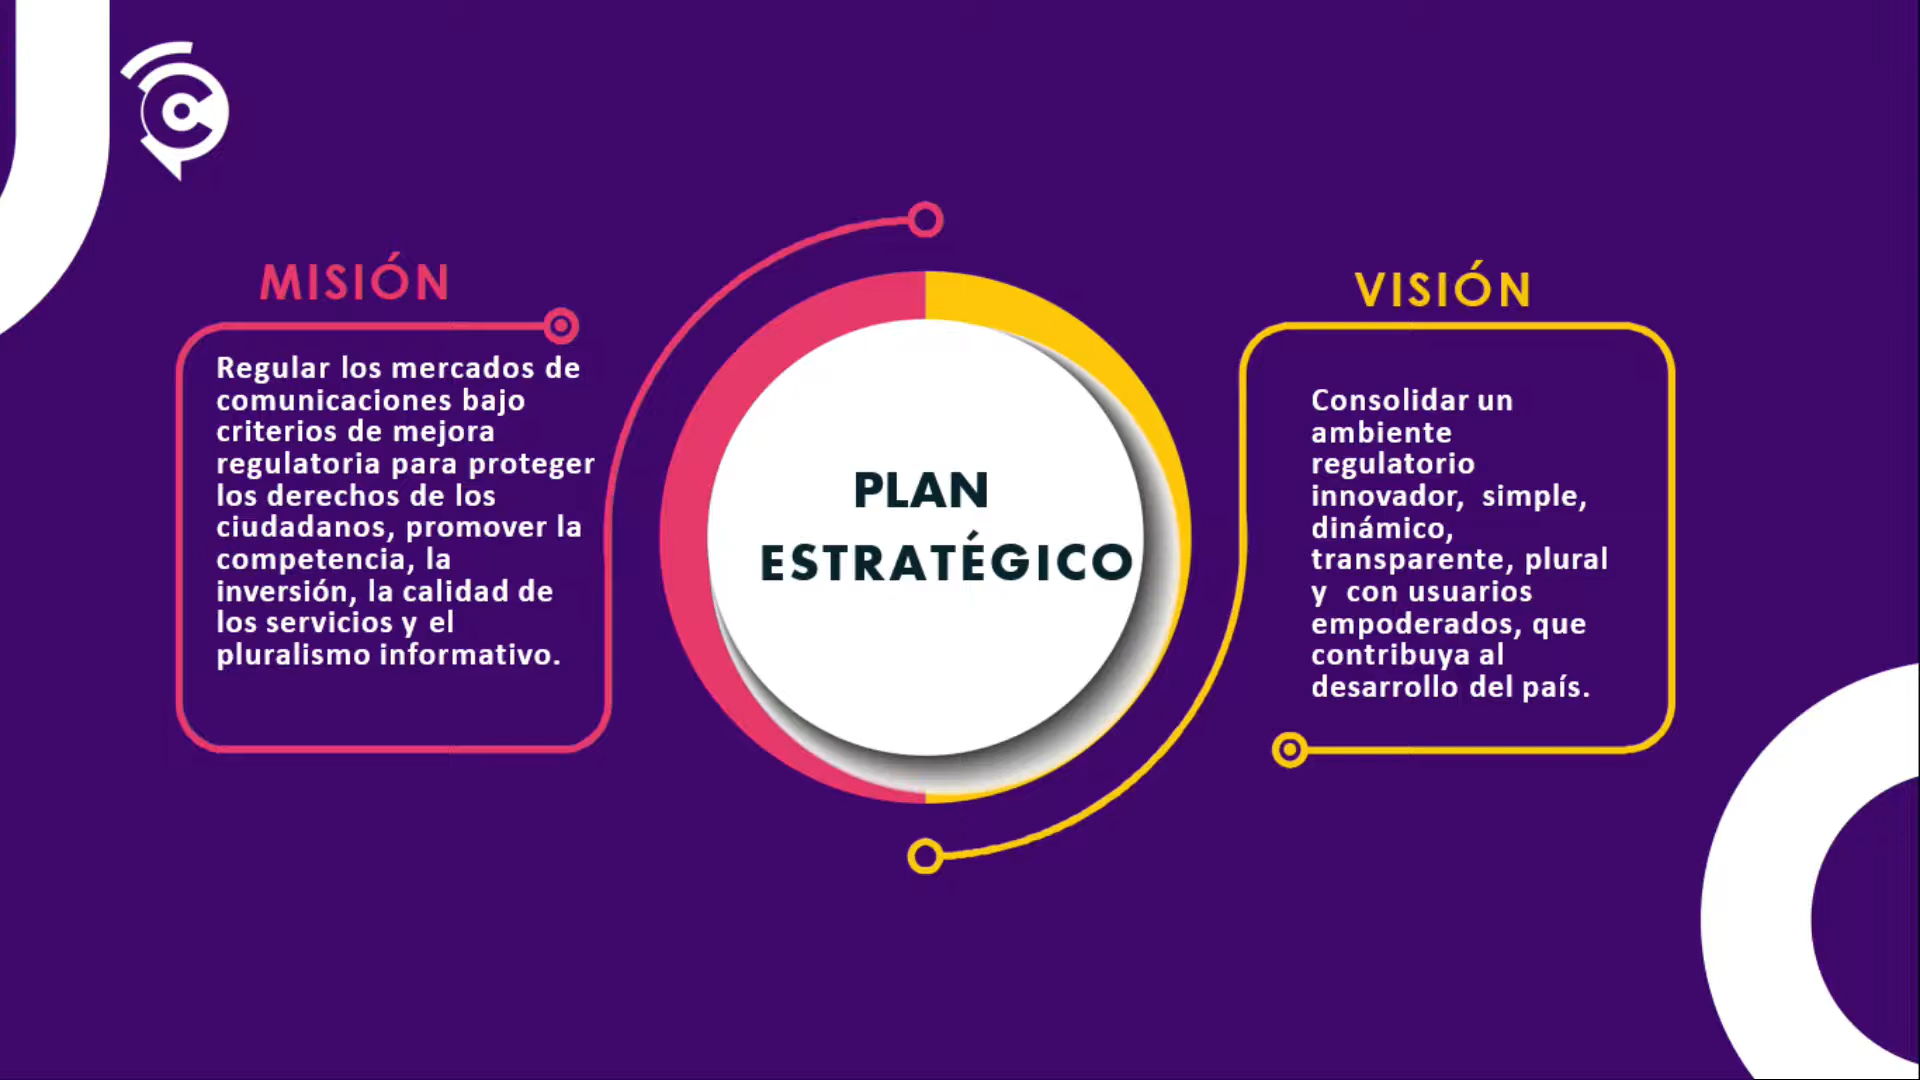 MISIÓN
Regular los mercados de
comunicaciones bajo
criterios de mejora
regulatoria para proteger
los derechos de los
ciudadanos, promover la
competencia, la
inversión, la calidad de
los servicios y el
pluralismo informativo.
PLAN
ESTRATÉGICO
VISIÓN
Consolidar un
ambiente
regulatorio
innovador, simple,
dinámico,
transparente, plural
y con usuarios
empoderados, que
contribuya al
desarrollo del país.